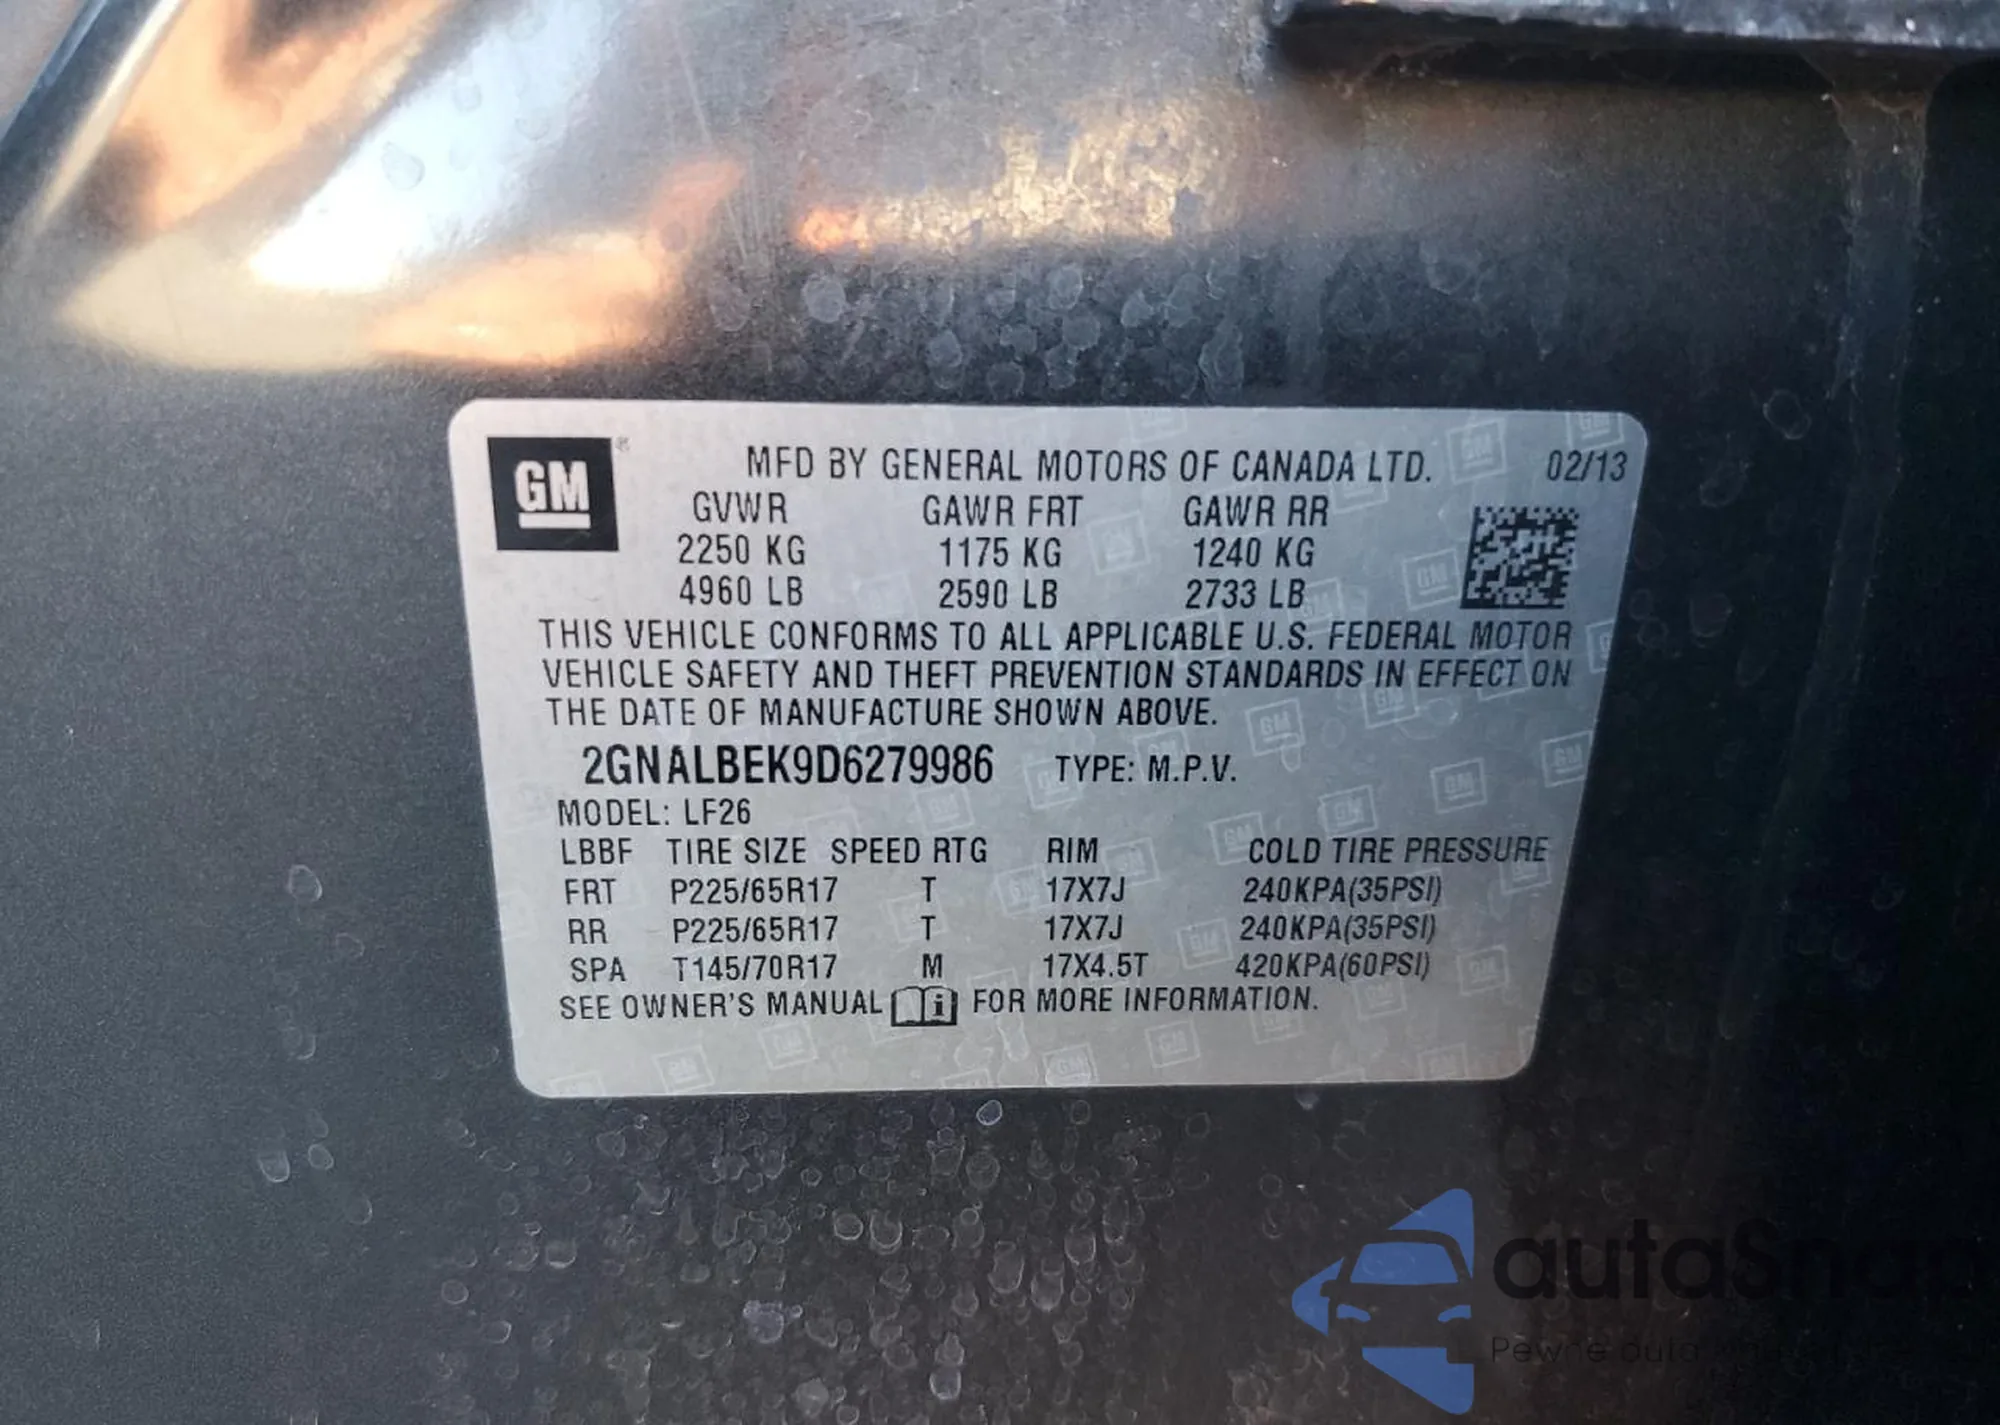 GM ®
MFD BY GENERAL MOTORS OF CANADA LTD. 02/13
GVWR GAWR FRT GAWR RR
2250 KG 1175 KG 1240 KG
4960 LB 2590 LB 2733 LB
THIS VEHICLE CONFORMS TO ALL APPLICABLE U.S. FEDERAL MOTOR
VEHICLE SAFETY AND THEFT PREVENTION STANDARDS IN EFFECT ON
THE DATE OF MANUFACTURE SHOWN ABOVE.
2GNALBEK9D6279986 TYPE: M.P.V.
MODEL: LF26
LBBF TIRE SIZE SPEED RTG RIM COLD TIRE PRESSURE
FRT P225/65R17 T 17X7J 240KPA(35PSI)
RR P225/65R17 T 17X7J 240KPA(35PSI)
SPA T145/70R17 M 17X4.5T 420KPA(60PSI)
SEE OWNER'S MANUAL FOR MORE INFORMATION.
autaSnap
Pewne auta